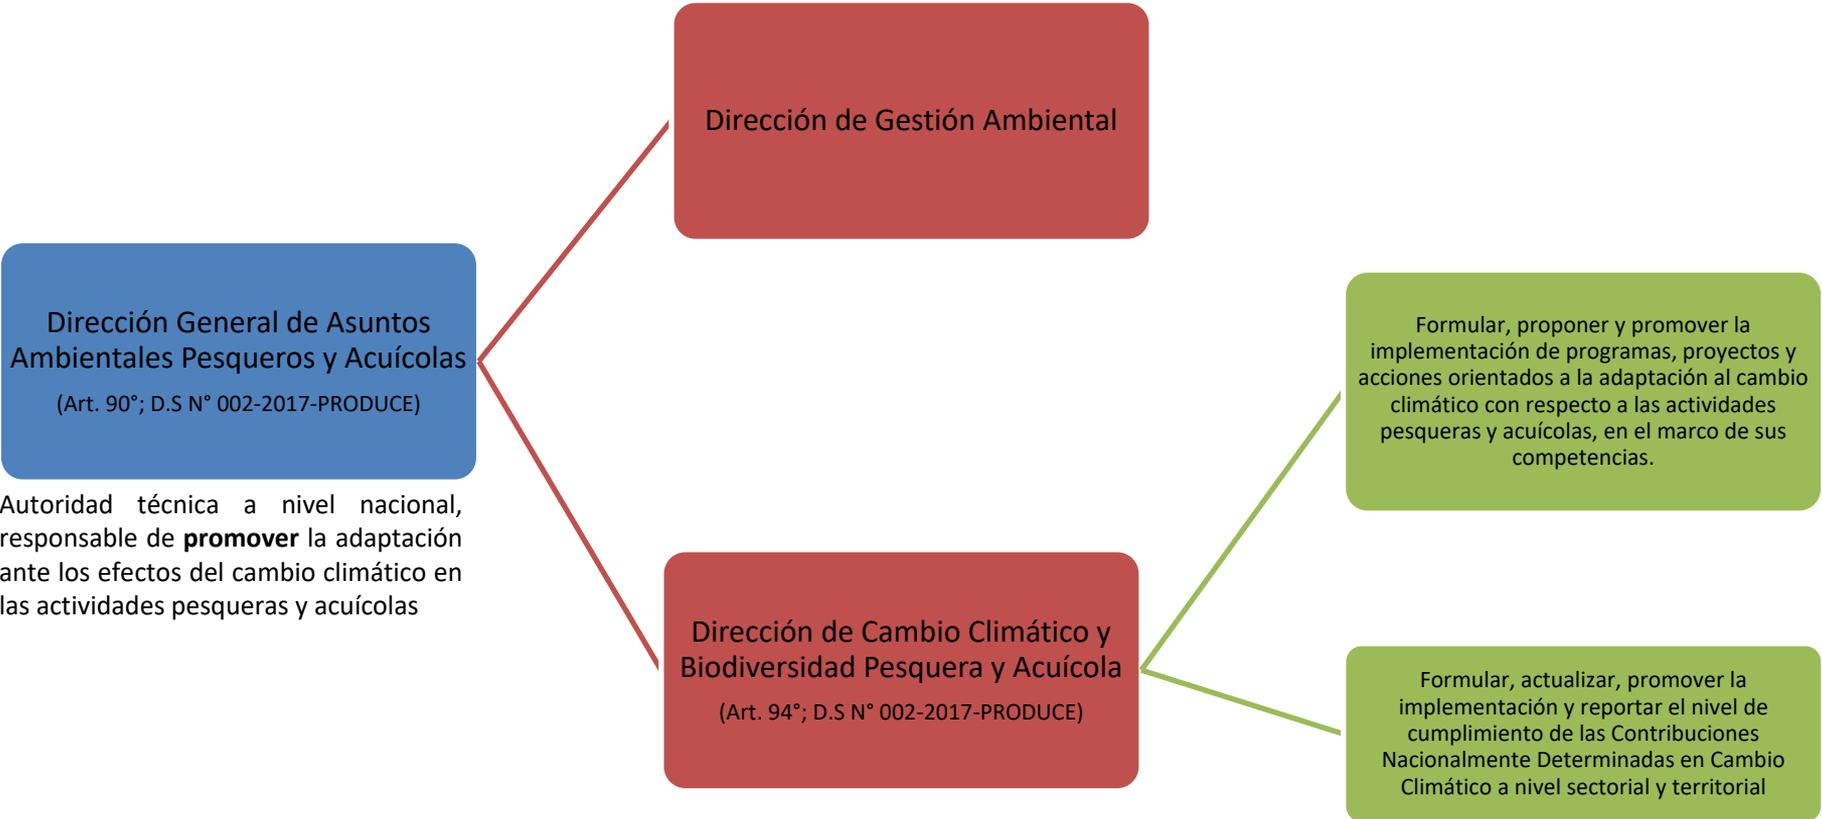 Dirección de Gestión Ambiental
Dirección General de Asuntos
Ambientales Pesqueros y Acuícolas
(Art. 90°; D.S N° 002-2017-PRODUCE)
Autoridad técnica a nivel nacional,
responsable de promover la adaptación
ante los efectos del cambio climático en
las actividades pesqueras y acuícolas
Dirección de Cambio Climático y
Biodiversidad Pesquera y Acuícola
(Art. 94°; D.S N° 002-2017-PRODUCE)
Formular, proponer y promover la
implementación de programas, proyectos y
acciones orientados a la adaptación al cambio
climático con respecto a las actividades
pesqueras y acuícolas, en el marco de sus
competencias.
Formular, actualizar, promover la
implementación y reportar el nivel de
cumplimiento de las Contribuciones
Nacionalmente Determinadas en Cambio
Climático a nivel sectorial y territorial